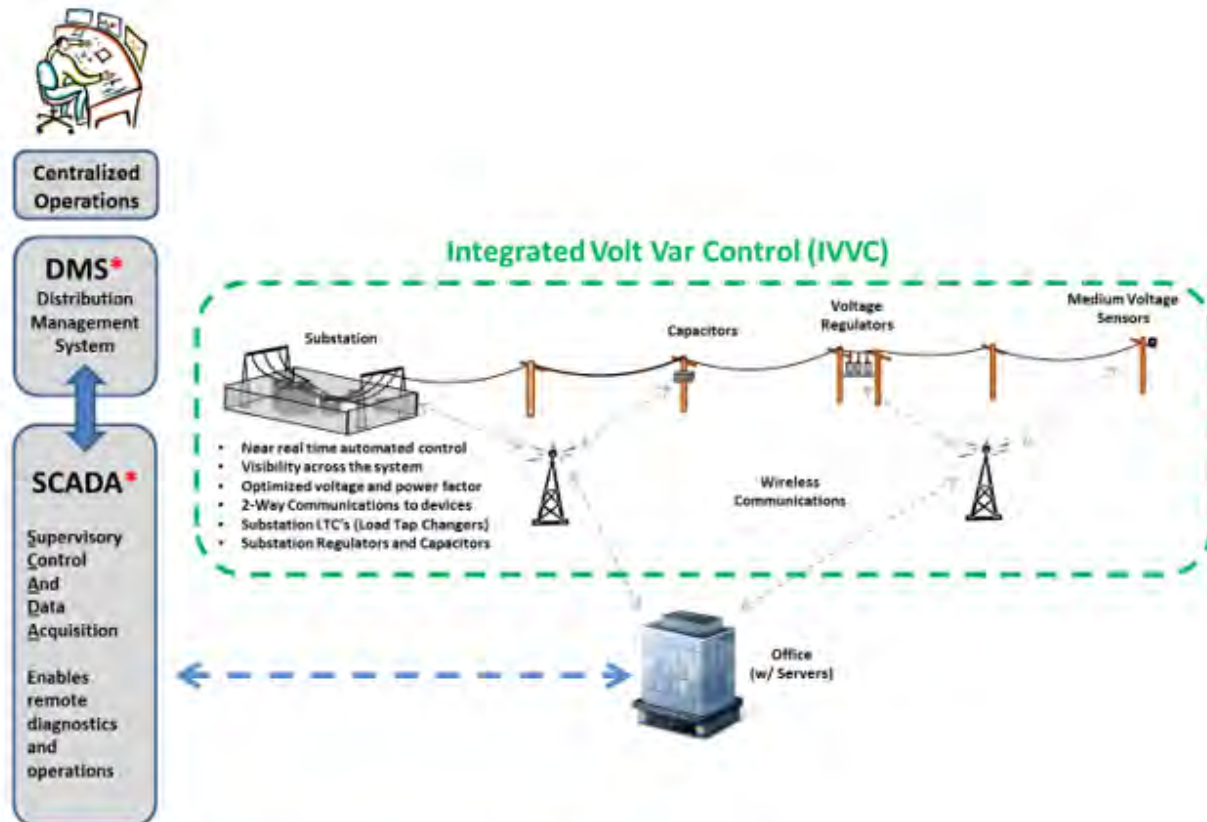 Centralized
Operations
DMS*
Distribution
Management
System
SCADA*
Supervisory
Control
And
Data
Acquisition
Enables
remote
diagnostics
and
operations
Integrated Volt Var Control (IVVC)
Substation
Capacitors
Voltage
Regulators
Medium Voltage
Sensors
• Near real time automated control
• Visibility across the system
• Optimized voltage and power factor
• 2-Way Communications to devices
• Substation LTC's (Load Tap Changers)
• Substation Regulators and Capacitors
Wireless
Communications
Office
(w/ Servers)